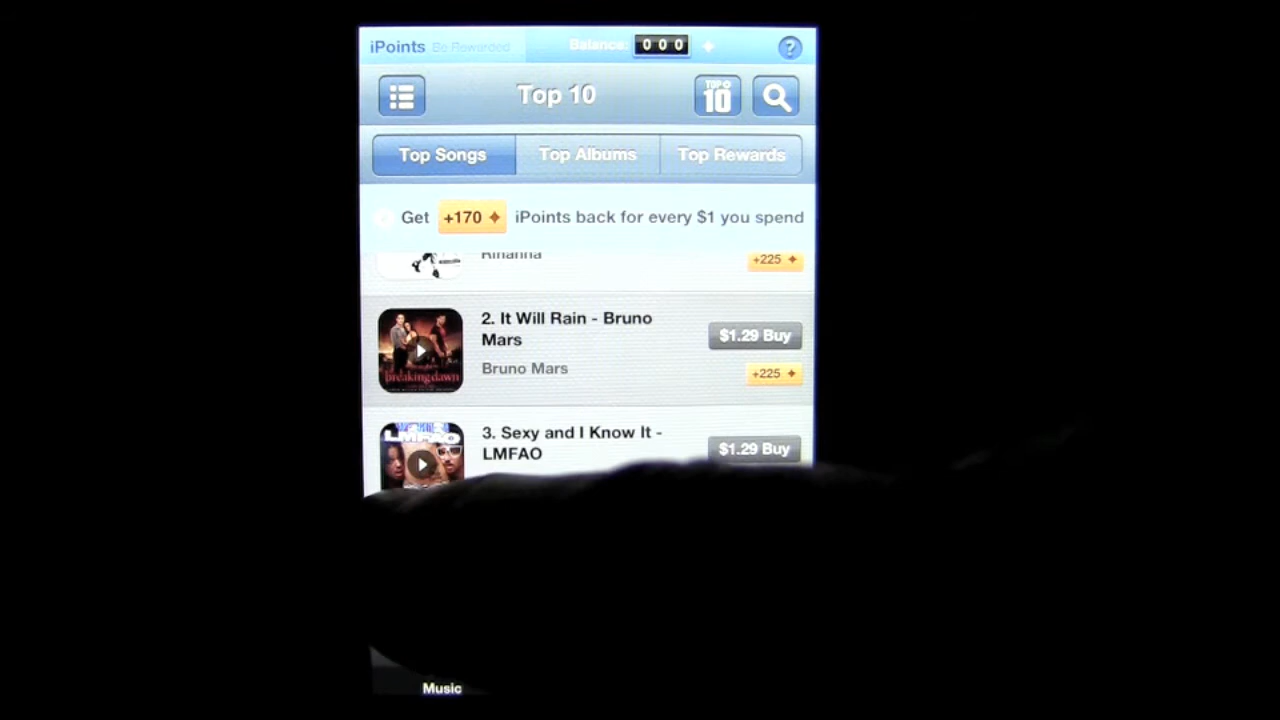 iPoints Be Rewarded Balance: 0 0 0 ?
Top 10 TOP 10
Top Songs Top Albums Top Rewards
Get +170 iPoints back for every $1 you spend
Rihanna +225
2. It Will Rain - Bruno
Mars
$1.29 Buy
Bruno Mars
+225
breakingdawn
LMFAO
3. Sexy and I Know It -
LMFAO
$1.29 Buy
Music